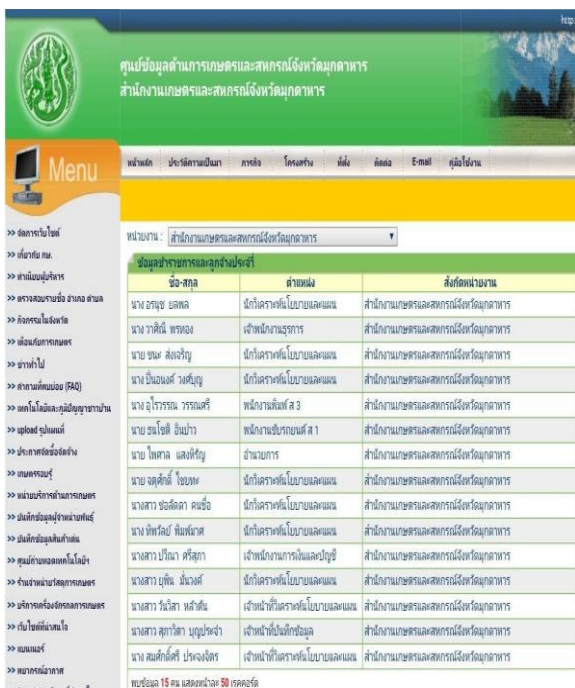 http
ศูนย์ข้อมูลด้านการเกษตรและสหกรณ์จังหวัดมุกดาหาร
สำนักงานเกษตรและสหกรณ์จังหวัดมุกดาหาร
Menu
หน้าหลัก ประวัติความเป็นมา ภารกิจ โครงสร้าง ที่ตั้ง ติดต่อ E-mail คู่มือใช้งาน
>> จัดการเว็บไซต์
>> เกี่ยวกับ กษ.
>> ทำเนียบผู้บริหาร
>> ตรวจสอบรายชื่อ อำเภอ ตำบล
>> กิจกรรมในจังหวัด
>> เตือนภัยการเกษตร
>> ข่าวทั่วไป
>> คำถามที่พบบ่อย (FAQ)
>> เทคโนโลยีและภูมิปัญญาชาวบ้าน
>> upload รูปแผนที่
>> ประกาศจัดซื้อจัดจ้าง
>> เกษตรรอบรู้
>> หน่วยบริการด้านการเกษตร
>> บันทึกข้อมูลผู้จำหน่ายพันธุ์
>> บันทึกข้อมูลสินค้าเด่น
>> ศูนย์ถ่ายทอดเทคโนโลยีฯ
>> ร้านจำหน่ายวัสดุการเกษตร
>> บริการเครื่องจักรกลการเกษตร
>> เว็บไซต์ที่น่าสนใจ
>> แบนเนอร์
>> พยากรณ์อากาศ
หน่วยงาน : สำนักงานเกษตรและสหกรณ์จังหวัดมุกดาหาร
ข้อมูลข้าราชการและลูกจ้างประจำ
ชื่อ-สกุล ตำแหน่ง สังกัดหน่วยงาน
นาง อรนุช ยลพล นักวิเคราะห์นโยบายและแผน สำนักงานเกษตรและสหกรณ์จังหวัดมุกดาหาร
นาง วาศิณี พรทอง เจ้าพนักงานธุรการ สำนักงานเกษตรและสหกรณ์จังหวัดมุกดาหาร
นาย ชนะ ส่งเจริญ นักวิเคราะห์นโยบายและแผน สำนักงานเกษตรและสหกรณ์จังหวัดมุกดาหาร
นาง ปิ่นอนงค์ วงศ์บุญ นักวิเคราะห์นโยบายและแผน สำนักงานเกษตรและสหกรณ์จังหวัดมุกดาหาร
นาง อุไรวรรณ วรรณศรี พนักงานพิมพ์ ส 3 สำนักงานเกษตรและสหกรณ์จังหวัดมุกดาหาร
นาย ธนโชติ อินป่าว พนักงานขับรถยนต์ ส 1 สำนักงานเกษตรและสหกรณ์จังหวัดมุกดาหาร
นาย ไพศาล แสงหิรัญ อำนวยการ สำนักงานเกษตรและสหกรณ์จังหวัดมุกดาหาร
นาย จตุศักดิ์ ไชยทะ นักวิเคราะห์นโยบายและแผน สำนักงานเกษตรและสหกรณ์จังหวัดมุกดาหาร
นางสาว ช่อลัดดา คนซื่อ นักวิเคราะห์นโยบายและแผน สำนักงานเกษตรและสหกรณ์จังหวัดมุกดาหาร
นาง ทิพวัลย์ พิมพ์มาศ นักวิเคราะห์นโยบายและแผน สำนักงานเกษตรและสหกรณ์จังหวัดมุกดาหาร
นางสาว ปวีณา ศรีสุภา เจ้าพนักงานการเงินและบัญชี สำนักงานเกษตรและสหกรณ์จังหวัดมุกดาหาร
นางสาว ยุพิน มั่นวงค์ นักวิเคราะห์นโยบายและแผน สำนักงานเกษตรและสหกรณ์จังหวัดมุกดาหาร
นางสาว วันวิสา หล้าต้น เจ้าหน้าที่วิเคราะห์นโยบายและแผน สำนักงานเกษตรและสหกรณ์จังหวัดมุกดาหาร
นางสาว สุภาวิตา บุญประจำ เจ้าหน้าที่บันทึกข้อมูล สำนักงานเกษตรและสหกรณ์จังหวัดมุกดาหาร
นาง สมศักดิ์ศรี ประจงจิตร เจ้าหน้าที่วิเคราะห์นโยบายและแผน สำนักงานเกษตรและสหกรณ์จังหวัดมุกดาหาร
พบข้อมูล 15 คน แสดงหน้าละ 50 เรคคอร์ด